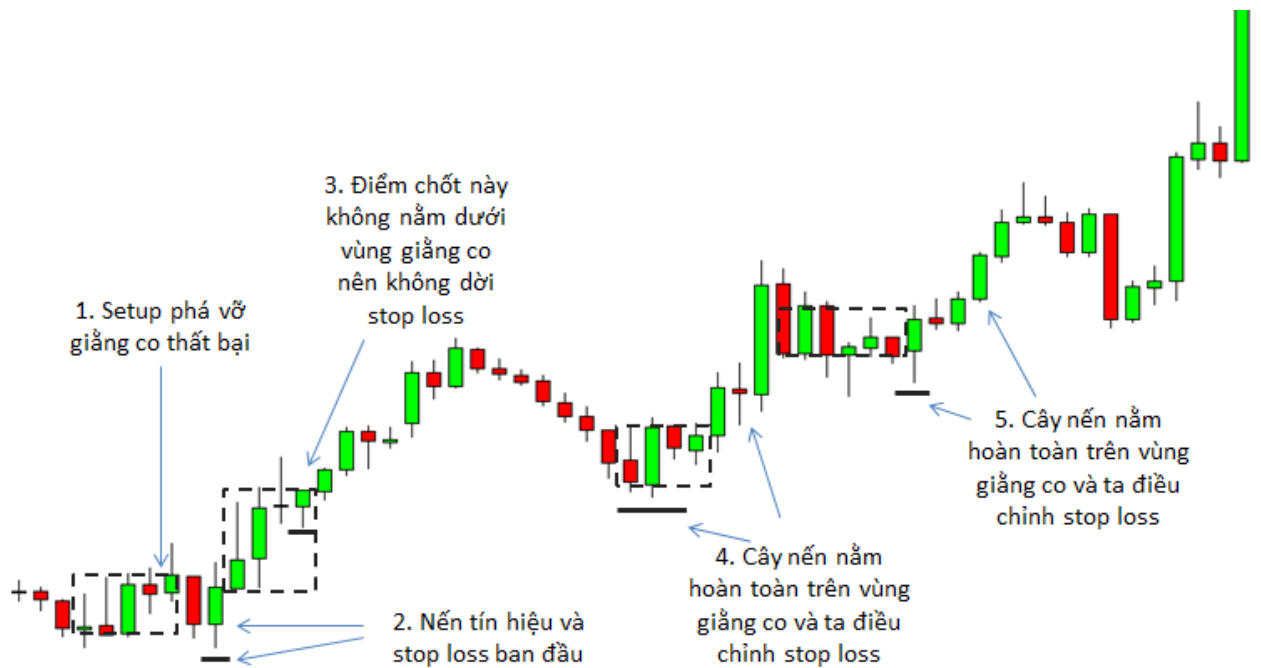 3. Điểm chốt này
không nằm dưới
vùng giằng co
nên không dời
stop loss
1. Setup phá vỡ
giằng co thất bại
2. Nến tín hiệu và
stop loss ban đầu
4. Cây nến nằm
hoàn toàn trên vùng
giằng co và ta điều
chỉnh stop loss
5. Cây nến nằm
hoàn toàn trên vùng
giằng co và ta điều
chỉnh stop loss